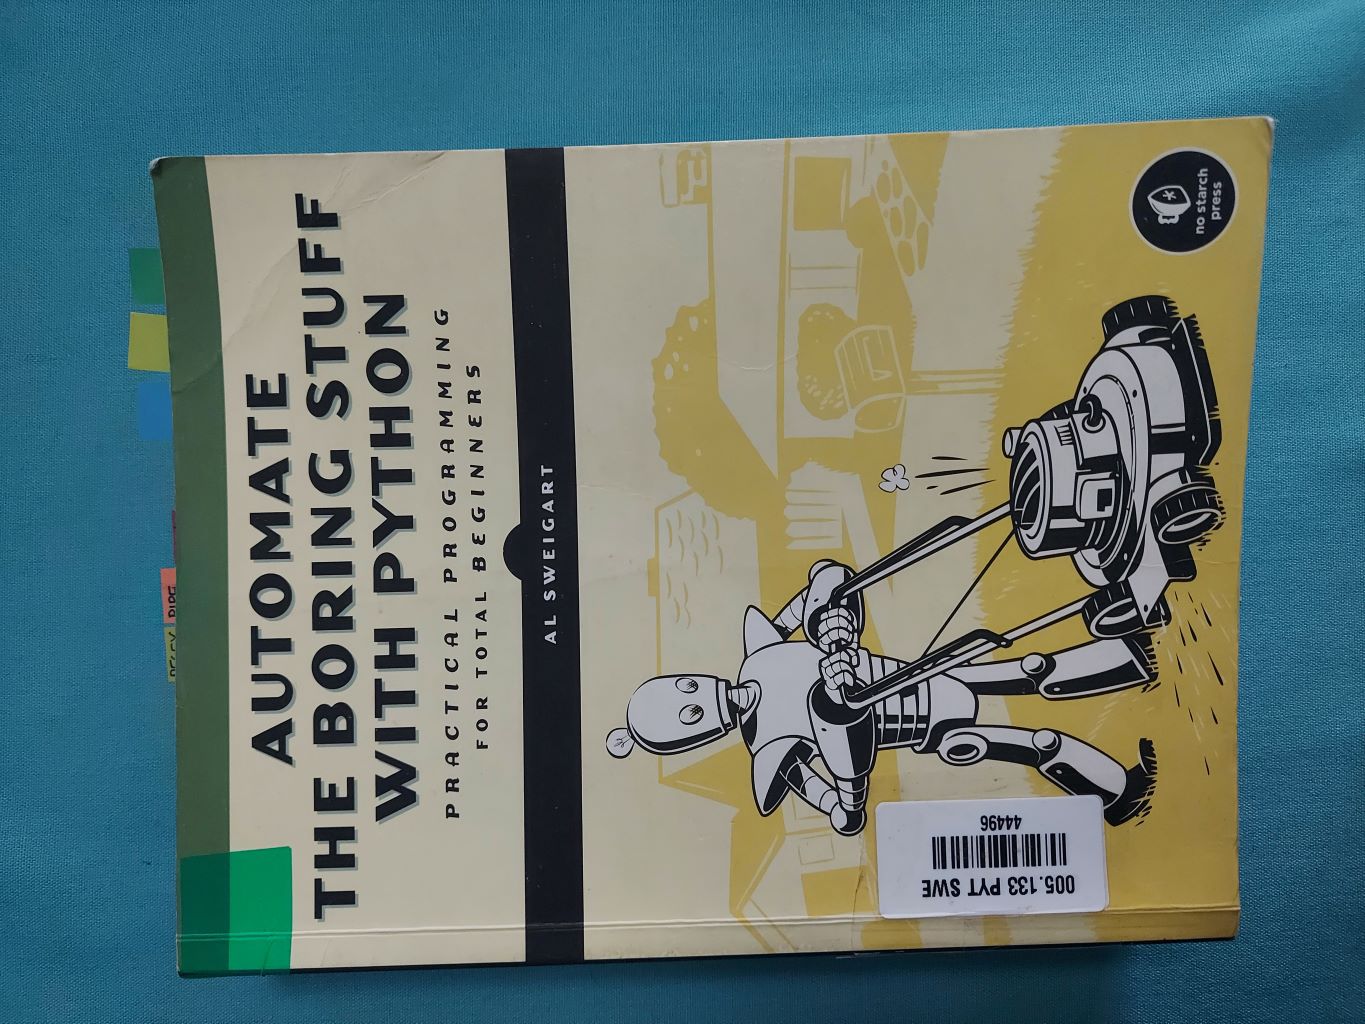 AUTOMATE
THE BORING STUFF
WITH PYTHON
PRACTICAL PROGRAMMING
FOR TOTAL BEGINNERS
AL SWEIGART
005.133 PYT SWE
44496
no starch
press